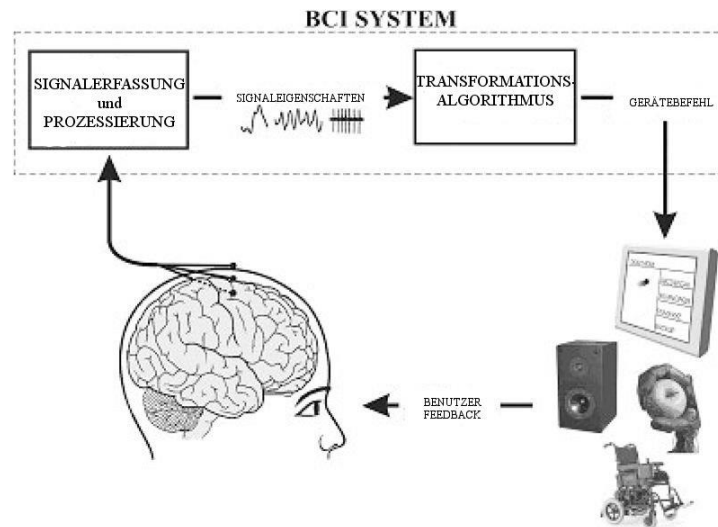 BCI SYSTEM
SIGNALERFASSUNG
und
PROZESSIERUNG
SIGNALEIGENSCHAFTEN
TRANSFORMATIONS-
ALGORITHMUS
GERÄTEBEFEHL
BENUTZER
FEEDBACK